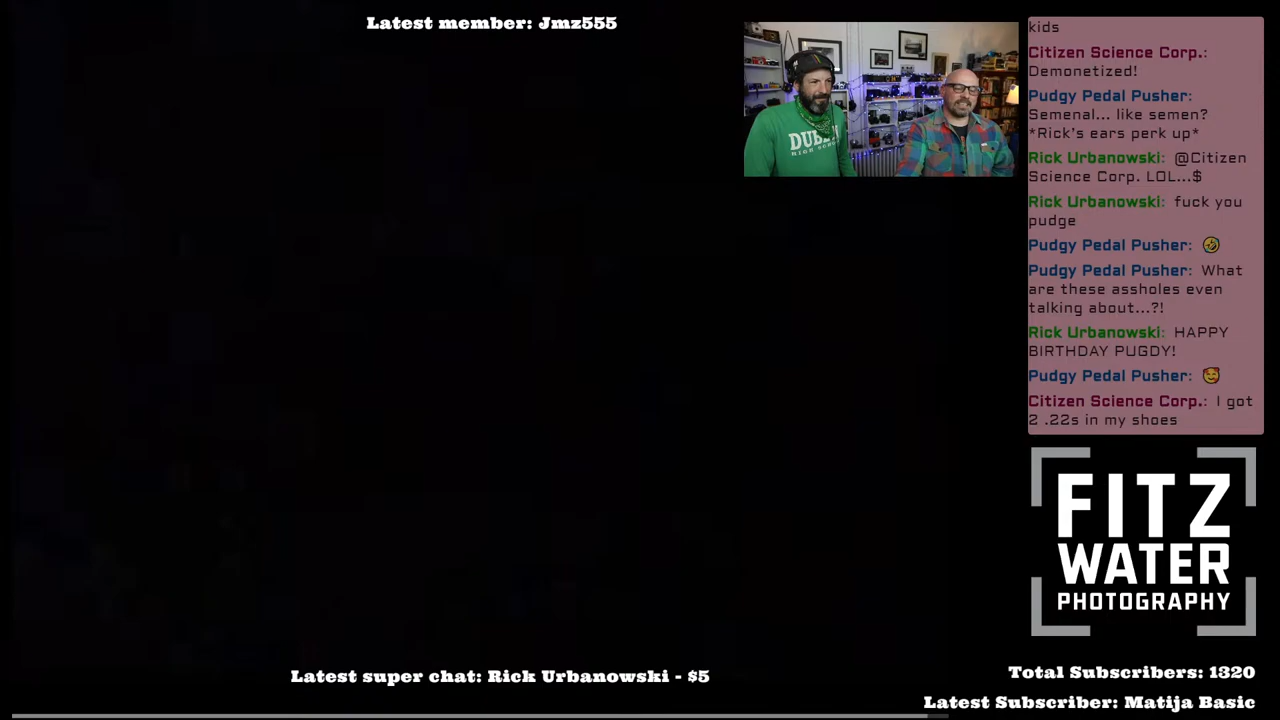 Latest member: Jmz555
DUBLIN
HIGH SCHOOL
kids
Citizen Science Corp.:
Demonetized!
Pudgy Pedal Pusher:
Semenal... like semen?
*Rick's ears perk up*
Rick Urbanowski: @Citizen
Science Corp. LOL...$
Rick Urbanowski: fuck you
pudge
Pudgy Pedal Pusher: 🤣
Pudgy Pedal Pusher: What
are these assholes even
talking about...?!
Rick Urbanowski: HAPPY
BIRTHDAY PUGDY!
Pudgy Pedal Pusher: 🥰
Citizen Science Corp.: I got
2 .22s in my shoes
FITZ
WATER
PHOTOGRAPHY
Latest super chat: Rick Urbanowski - $5
Total Subscribers: 1320
Latest Subscriber: Matija Basic